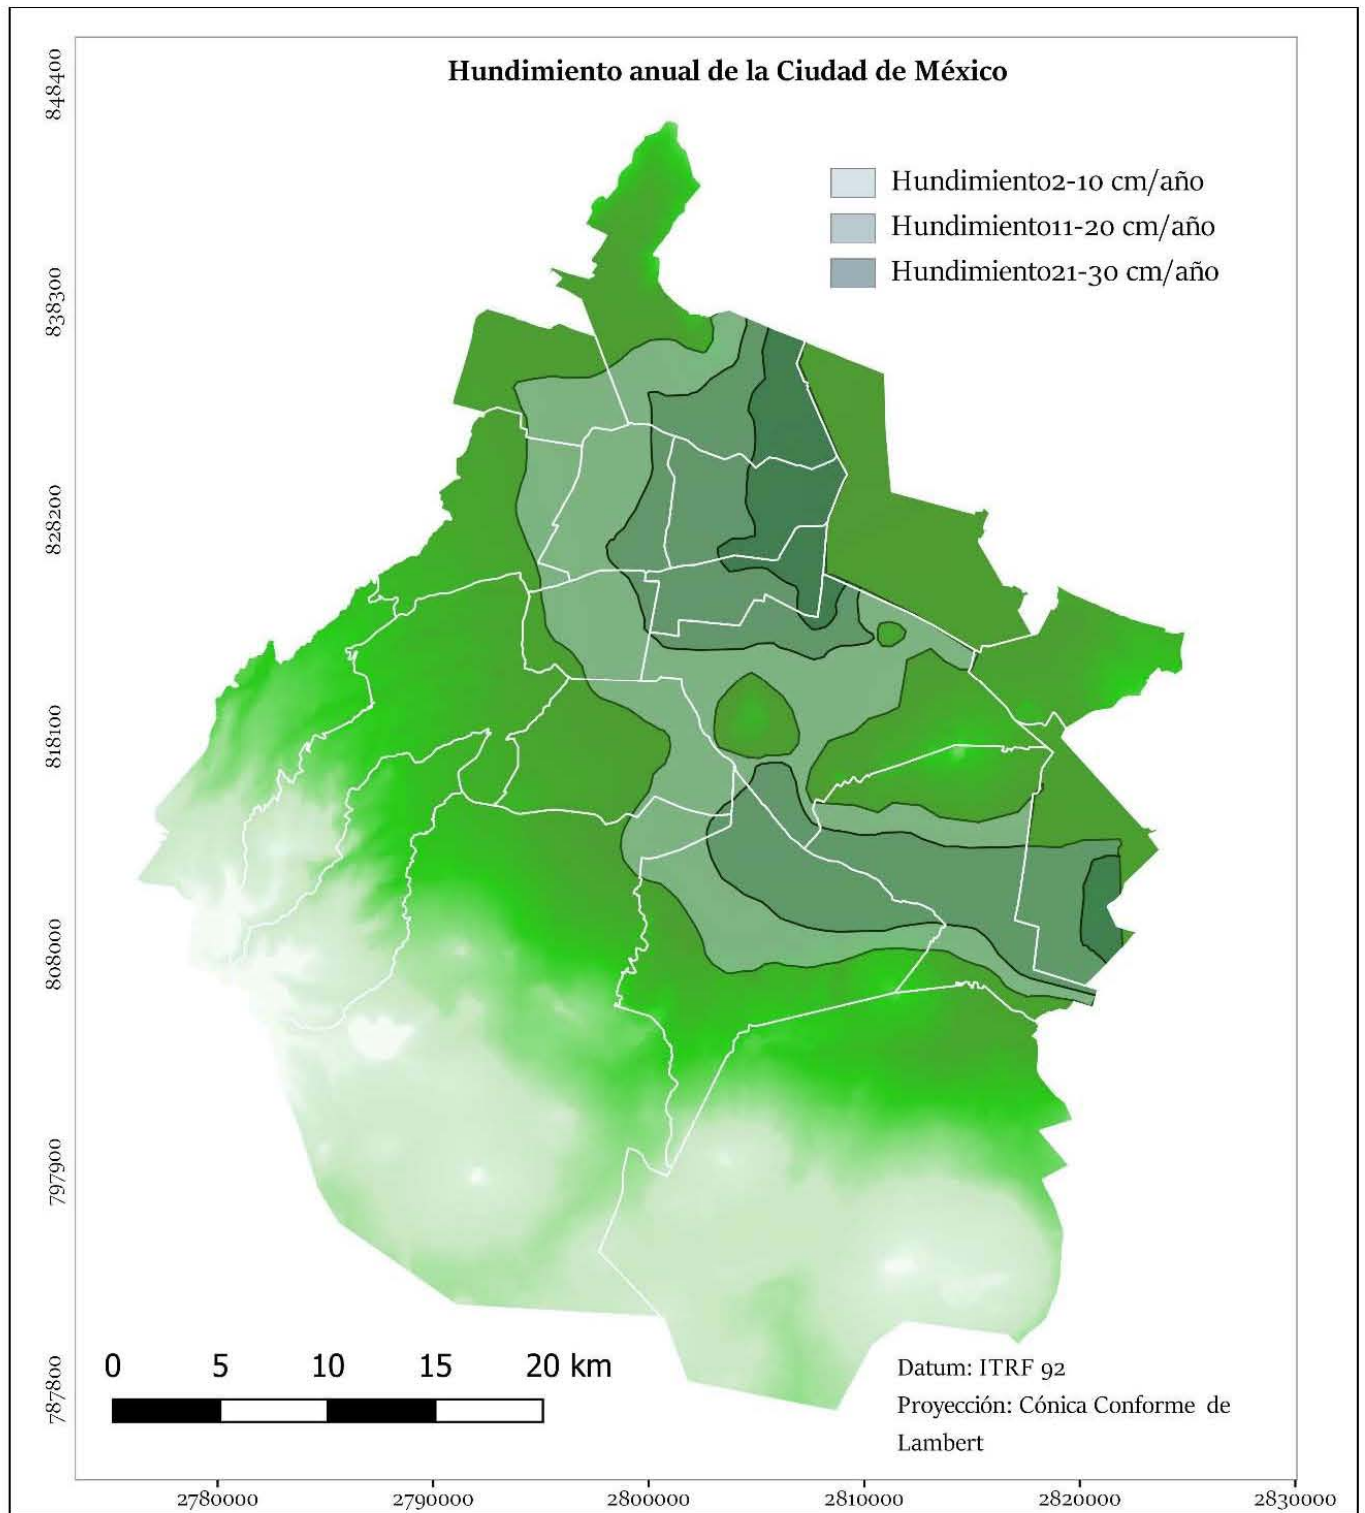 Hundimiento anual de la Ciudad de México
Hundimiento2-10 cm/año
Hundimiento11-20 cm/año
Hundimiento21-30 cm/año
848400
838300
828200
818100
808000
797900
787800
0 5 10 15 20 km
Datum: ITRF 92
Proyección: Cónica Conforme de
Lambert
2780000 2790000 2800000 2810000 2820000 2830000